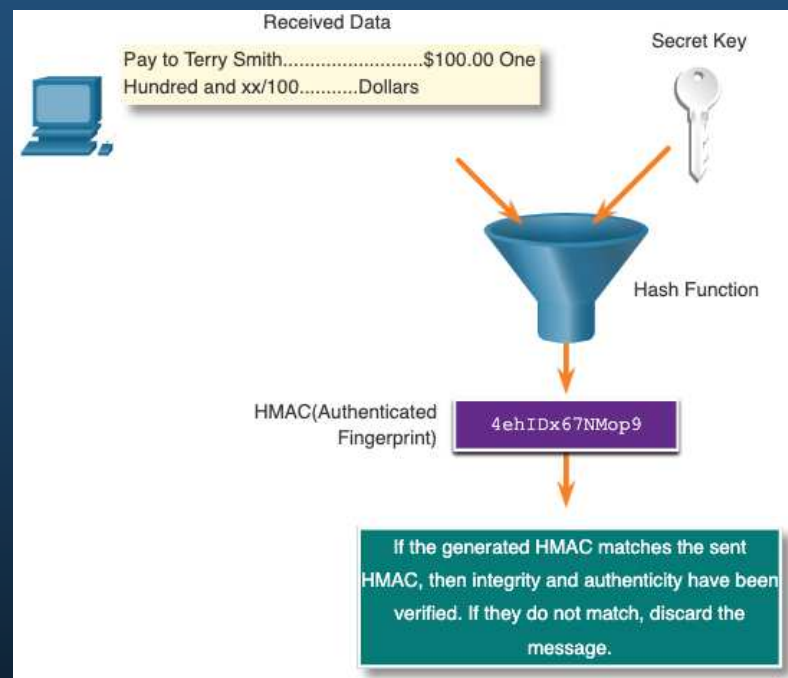 Received Data
Pay to Terry Smith..........................$100.00 One
Hundred and xx/100...........Dollars
Secret Key
Hash Function
HMAC(Authenticated
Fingerprint)
4ehIDx67NMop9
If the generated HMAC matches the sent
HMAC, then integrity and authenticity have been
verified. If they do not match, discard the
message.